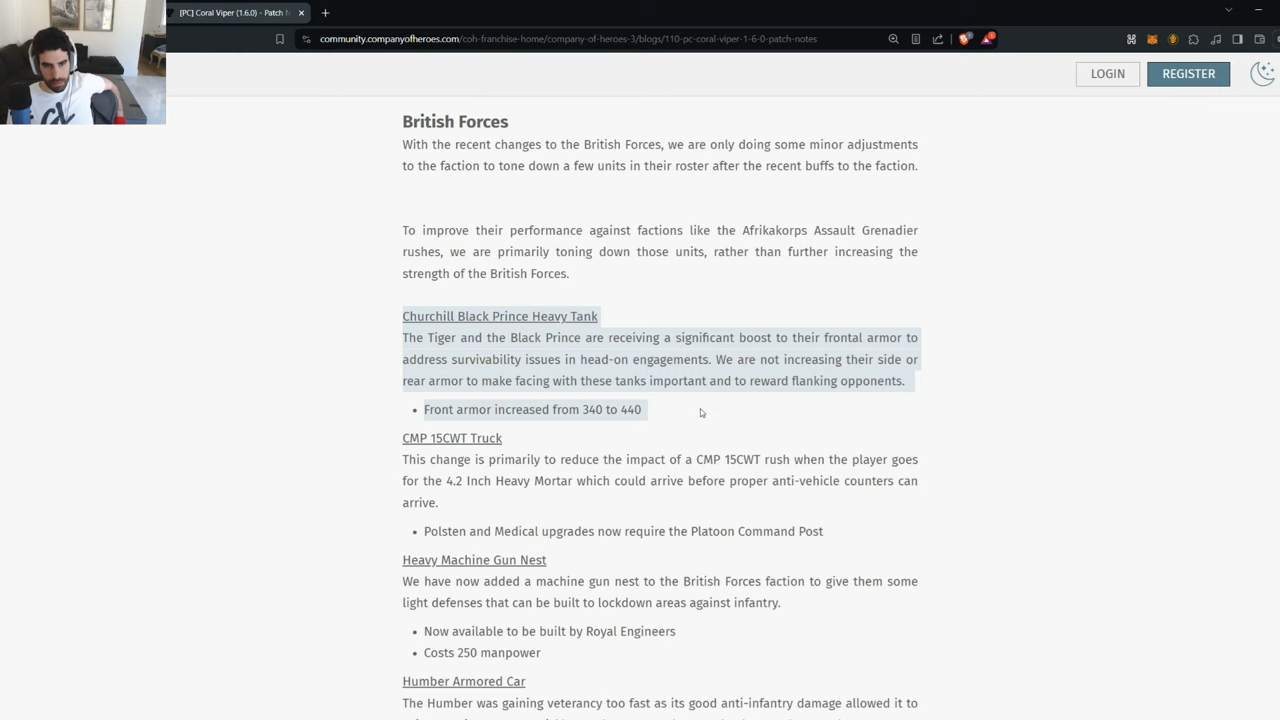 [PC] Coral Viper (1.6.0) - Patch N
community.companyofheroes.com/coh-franchise-home/company-of-heroes-3/blogs/110-pc-coral-viper-1-6-0-patch-notes
LOGIN
REGISTER
British Forces
With the recent changes to the British Forces, we are only doing some minor adjustments
to the faction to tone down a few units in their roster after the recent buffs to the faction.
To improve their performance against factions like the Afrikakorps Assault Grenadier
rushes, we are primarily toning down those units, rather than further increasing the
strength of the British Forces.
Churchill Black Prince Heavy Tank
The Tiger and the Black Prince are receiving a significant boost to their frontal armor to
address survivability issues in head-on engagements. We are not increasing their side or
rear armor to make facing with these tanks important and to reward flanking opponents.
• Front armor increased from 340 to 440
CMP 15CWT Truck
This change is primarily to reduce the impact of a CMP 15CWT rush when the player goes
for the 4.2 Inch Heavy Mortar which could arrive before proper anti-vehicle counters can
arrive.
• Polsten and Medical upgrades now require the Platoon Command Post
Heavy Machine Gun Nest
We have now added a machine gun nest to the British Forces faction to give them some
light defenses that can be built to lockdown areas against infantry.
• Now available to be built by Royal Engineers
• Costs 250 manpower
Humber Armored Car
The Humber was gaining veterancy too fast as its good anti-infantry damage allowed it to